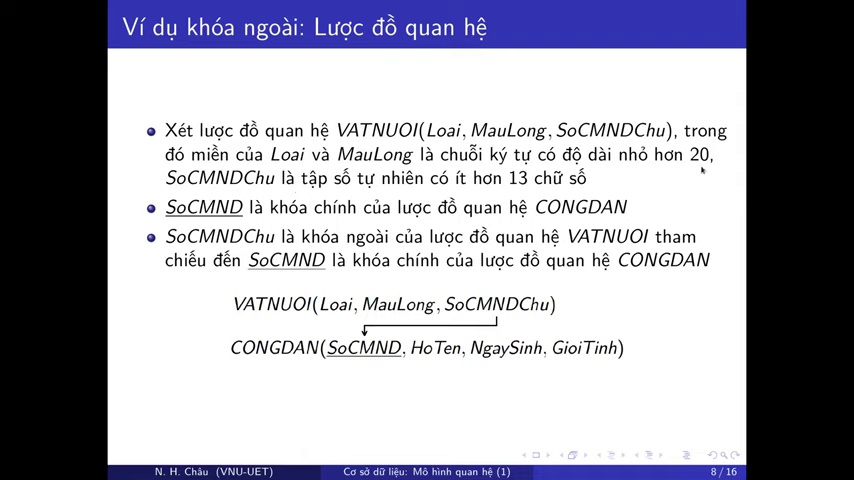 Ví dụ khóa ngoài: Lược đồ quan hệ
Xét lược đồ quan hệ VATNUOI(Loai, MauLong, SoCMNDChu), trong
đó miền của Loai và MauLong là chuỗi ký tự có độ dài nhỏ hơn 20,
SoCMNDChu là tập số tự nhiên có ít hơn 13 chữ số
SoCMND là khóa chính của lược đồ quan hệ CONGDAN
SoCMNDChu là khóa ngoài của lược đồ quan hệ VATNUOI tham
chiếu đến SoCMND là khóa chính của lược đồ quan hệ CONGDAN
VATNUOI(Loai, MauLong, SoCMNDChu)
CONGDAN(SoCMND, HoTen, NgaySinh, GioiTinh)
N. H. Châu (VNU-UET) Cơ sở dữ liệu: Mô hình quan hệ (1) 8 / 16